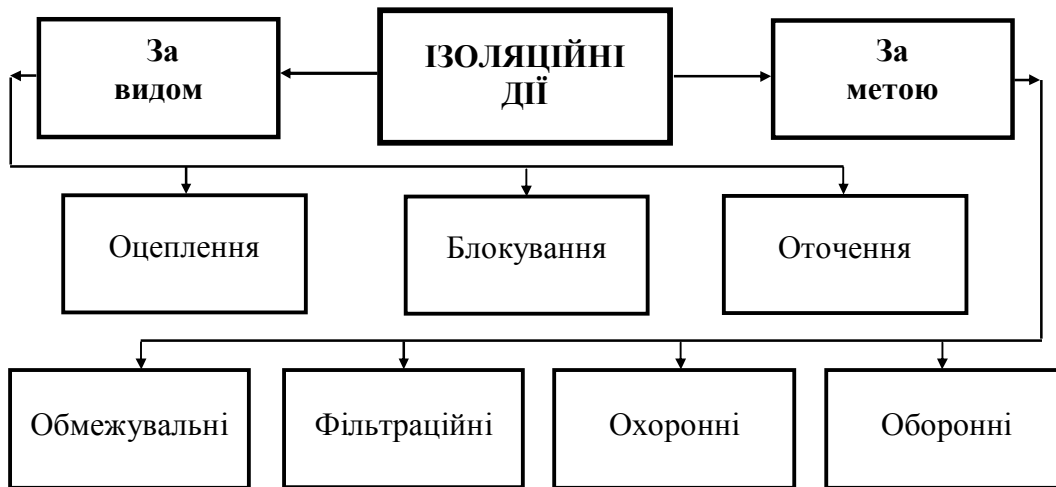 За
видом
ІЗОЛЯЦІЙНІ
ДІЇ
За
метою
Оцеплення
Блокування
Оточення
Обмежувальні
Фільтраційні
Охоронні
Оборонні